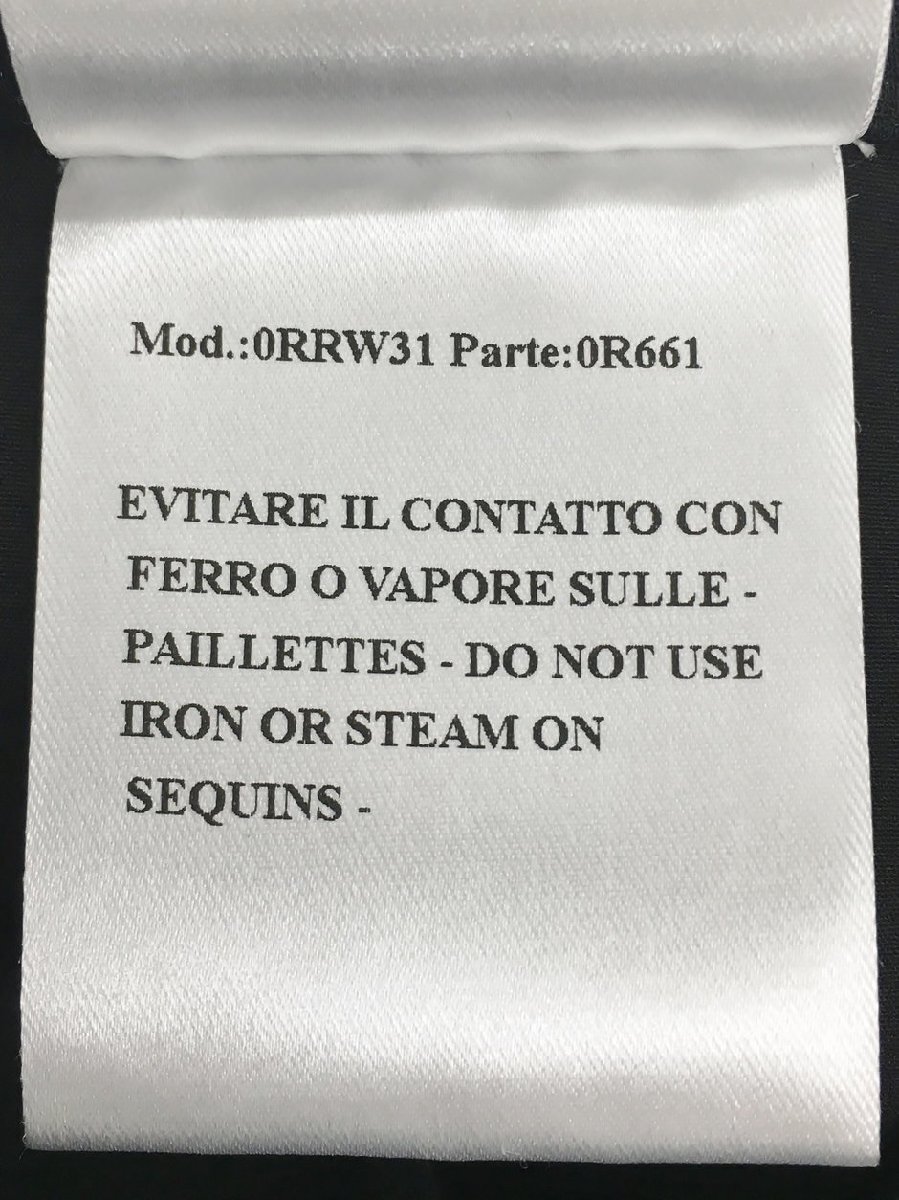 Mod.:0RRW31 Parte:0R661
EVITARE IL CONTATTO CON
FERRO O VAPORE SULLE -
PAILLETTES - DO NOT USE
IRON OR STEAM ON
SEQUINS -